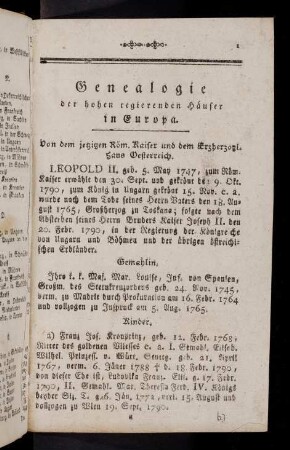 1
Genealogie
der hohen regierenden Häuser
in Europa.
Von dem jezigen Röm. Kaiser und dem Erzherzogl.
Haus Oesterreich.
LEOPOLD II. geb. 5. May 1747, zum Röm.
Kaiser erwählt den 30. Sept. und gekrönt den 9. Okt.
1790, zum König in Ungarn gekrönt 15. Nov. e. a.
wurde nach dem Tode seines Herrn Vaters den 18. Au-
gust 1765, Großherzog zu Toskana; folgte nach dem
Absterben seines Herrn Bruders Kaiser Joseph II. den
20. Febr. 1790, in der Regierung der Königreiche
von Ungarn und Böhmen und der übrigen östreichi-
schen Erbländer.
Gemahlin,
Ihro k. k. Maj. Mar. Louise, Inf. von Spanien,
Großm. des Sternkreuzordens geb. 24. Nov. 1745,
verm. zu Madrit durch Prokuration am 16. Febr. 1764
und vollzogen zu Inspruck am 5. Aug. 1765.
Kinder,
a) Franz Jos. Kronprinz, geb. 12. Febr. 1768;
Ritter des goldenen Vliesses e. a. I. Gemahl. Elisab.
Wilhel. Prinzess. v. Würt. geb. 21. April
1767, verm. 6. Jäner 1788 † 18. Febr. 1790,
von dieser Ehe ist, Ludovika Franz. Elis. g. 17. Febr.
1790, II. Gemahl. Mar. Theresia Ferd. IV. Königs
beyder Siz. T. geb. 6. Jun. 1772, verl. 15. August und
vollzogen zu Wien 19. Sept. 1790.
b)